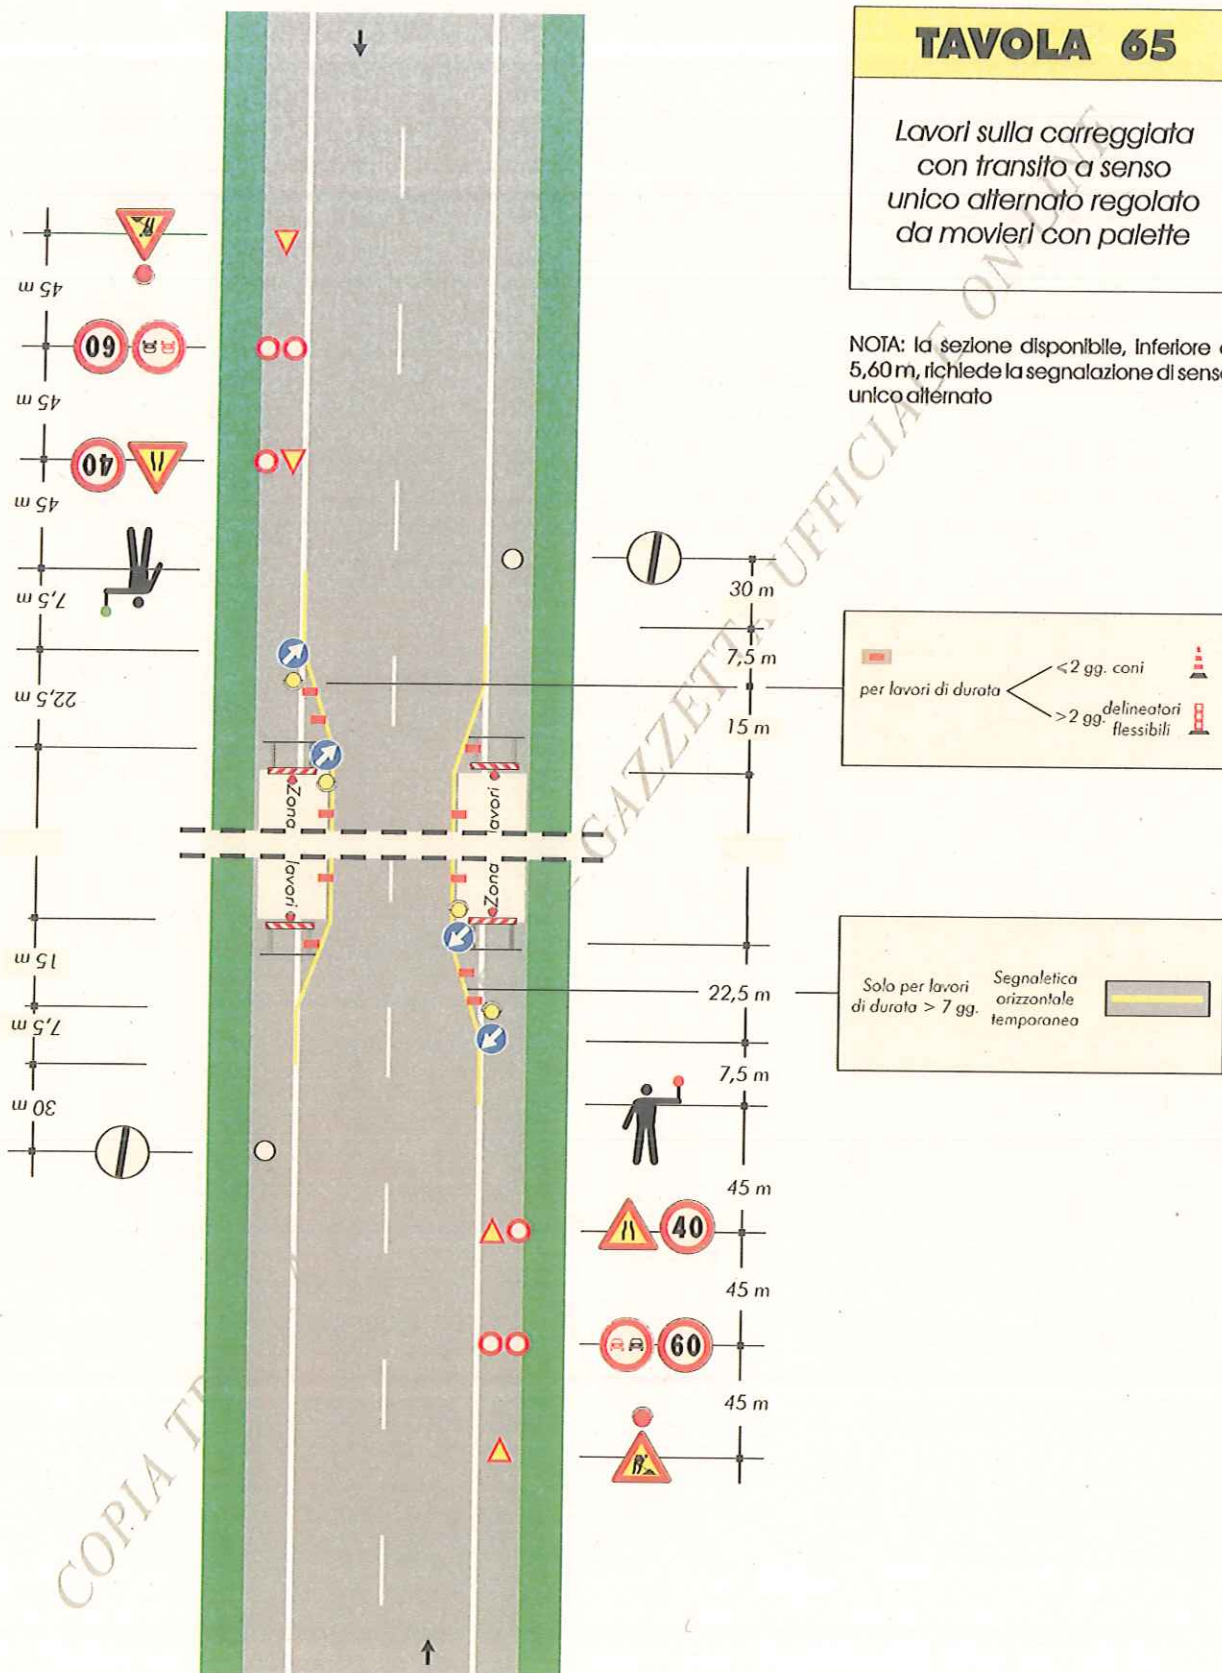 TAVOLA 65
Lavori sulla carreggiata
con transito a senso
unico alternato regolato
da movieri con palette
NOTA: la sezione disponibile, inferiore
5,60 m, richiede la segnalazione di senso
unico alternato
45 m
60
45 m
40
45 m
7,5 m
22,5 m
30 m
7,5 m
15 m
per lavori di durata
<2 gg. coni
>2 gg. delineatori
flessibili
Zona
lavori
Zona
lavori
15 m
7,5 m
30 m
22,5 m
7,5 m
Solo per lavori
di durata > 7 gg.
Segnaletica
orizzontale
temporanea
45 m
40
45 m
60
45 m
COPIA
GAZZETTA UFFICIALE ON-LINE